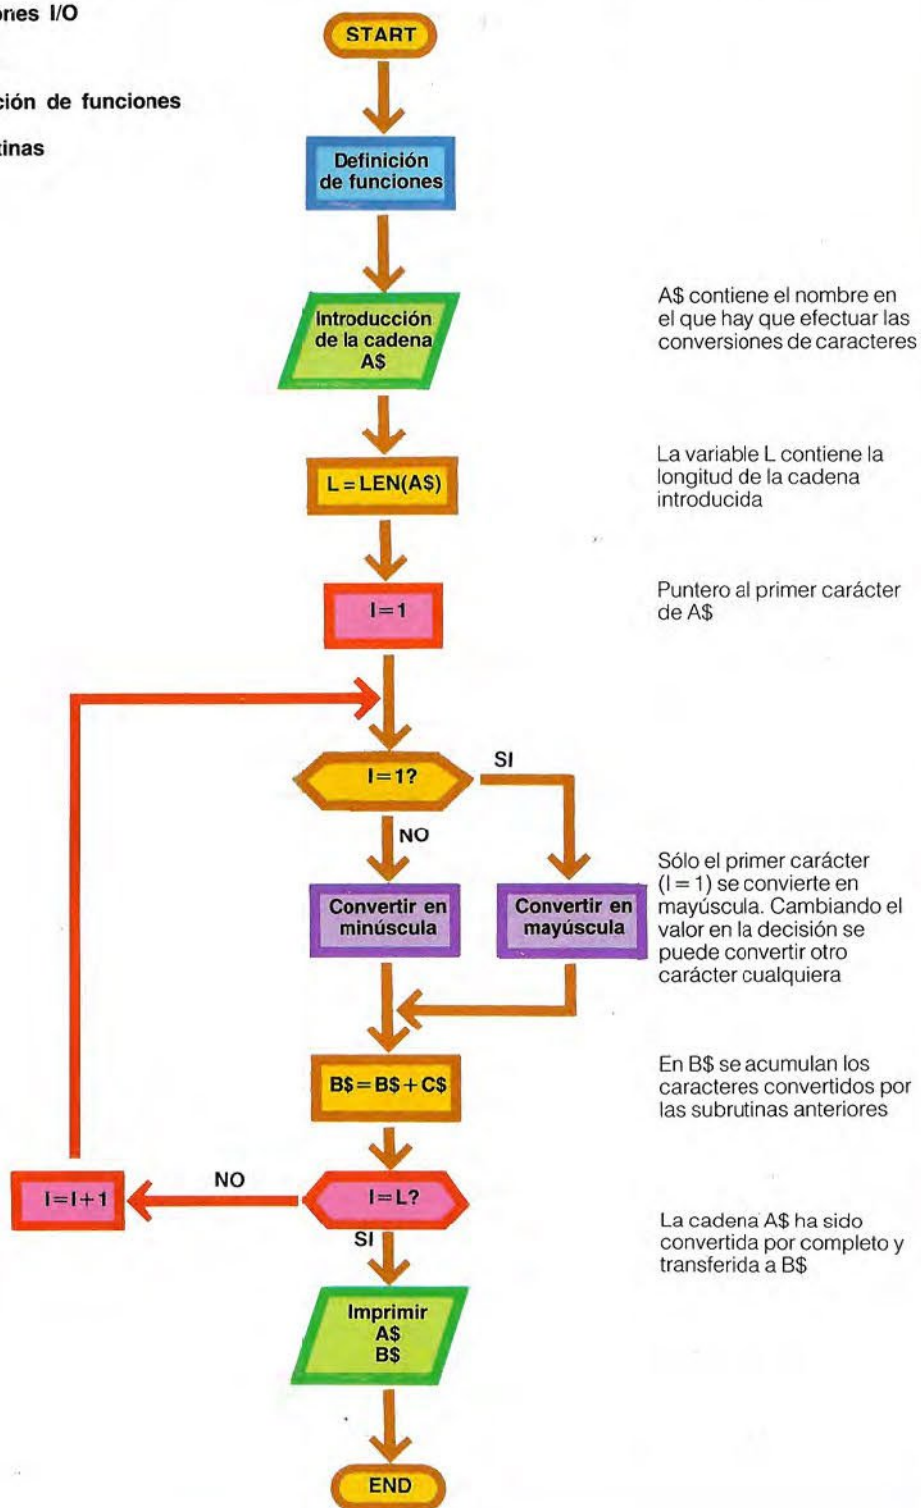 I/O
de funciones
START
Definición
de funciones
Introducción
de la cadena
A$
A$ contiene el nombre en
el que hay que efectuar las
conversiones de caracteres
L=LEN(A$)
La variable L contiene la
longitud de la cadena
introducida
I=1
Puntero al primer carácter
de A$
I=1?
SI
NO
Convertir en
minúscula
Convertir en
mayúscula
Sólo el primer carácter
(I = 1) se convierte en
mayúscula. Cambiando el
valor en la decisión se
puede convertir otro
carácter cualquiera
B$=B$+C$
En B$ se acumulan los
caracteres convertidos por
las subrutinas anteriores
I=I+1
NO
I=L?
SI
La cadena A$ ha sido
convertida por completo y
transferida a B$
Imprimir
A$
B$
END